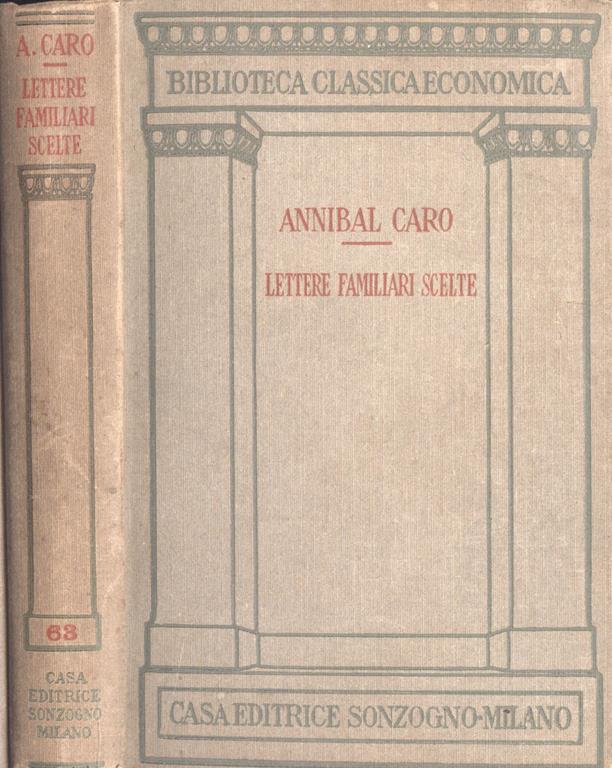 A. CARO
LETTERE
FAMILIARI
SCELTE
63
CASA
EDITRICE
SONZOGNO
MILANO
BIBLIOTECA CLASSICA ECONOMICA
ANNIBAL CARO
LETTERE FAMILIARI SCELTE
CASA EDITRICE SONZOGNO-MILANO